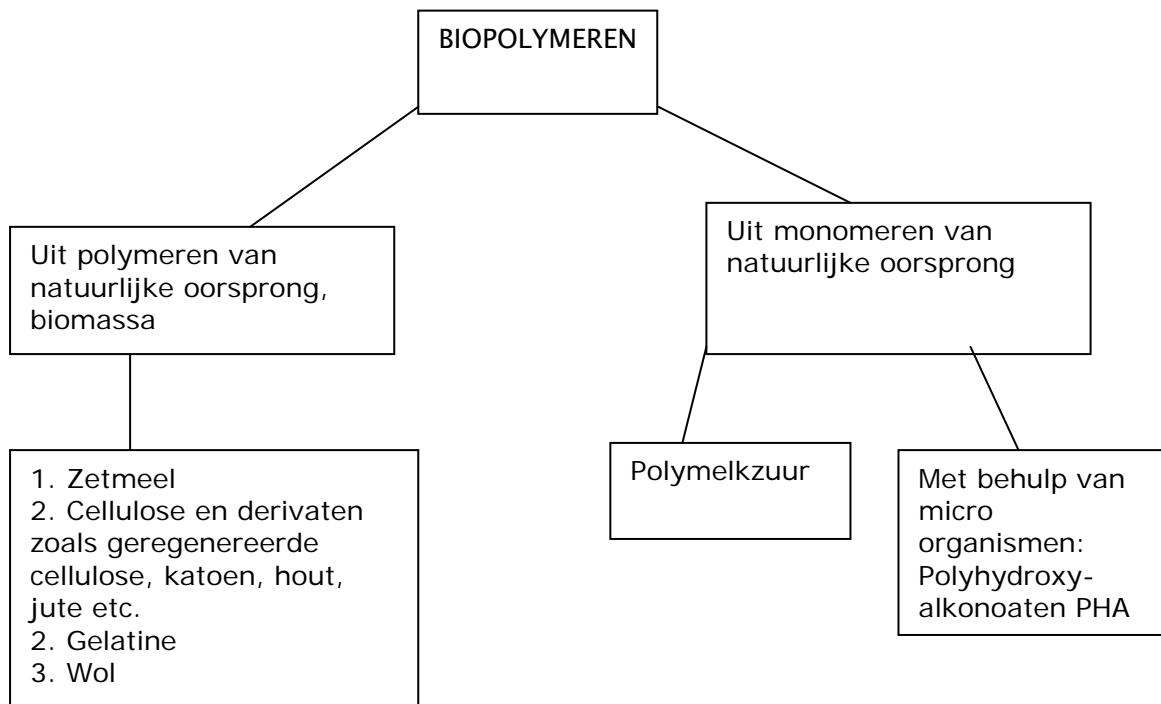 BIOPOLYMEREN
Uit polymeren van
natuurlijke oorsprong,
biomassa
Uit monomeren van
natuurlijke oorsprong
1. Zetmeel
2. Cellulose en derivaten
zoals geregenereerde
cellulose, katoen, hout,
jute etc.
2. Gelatine
3. Wol
Polymelkzuur
Met behulp van
micro
organismen:
Polyhydroxy-
alkonoaten PHA